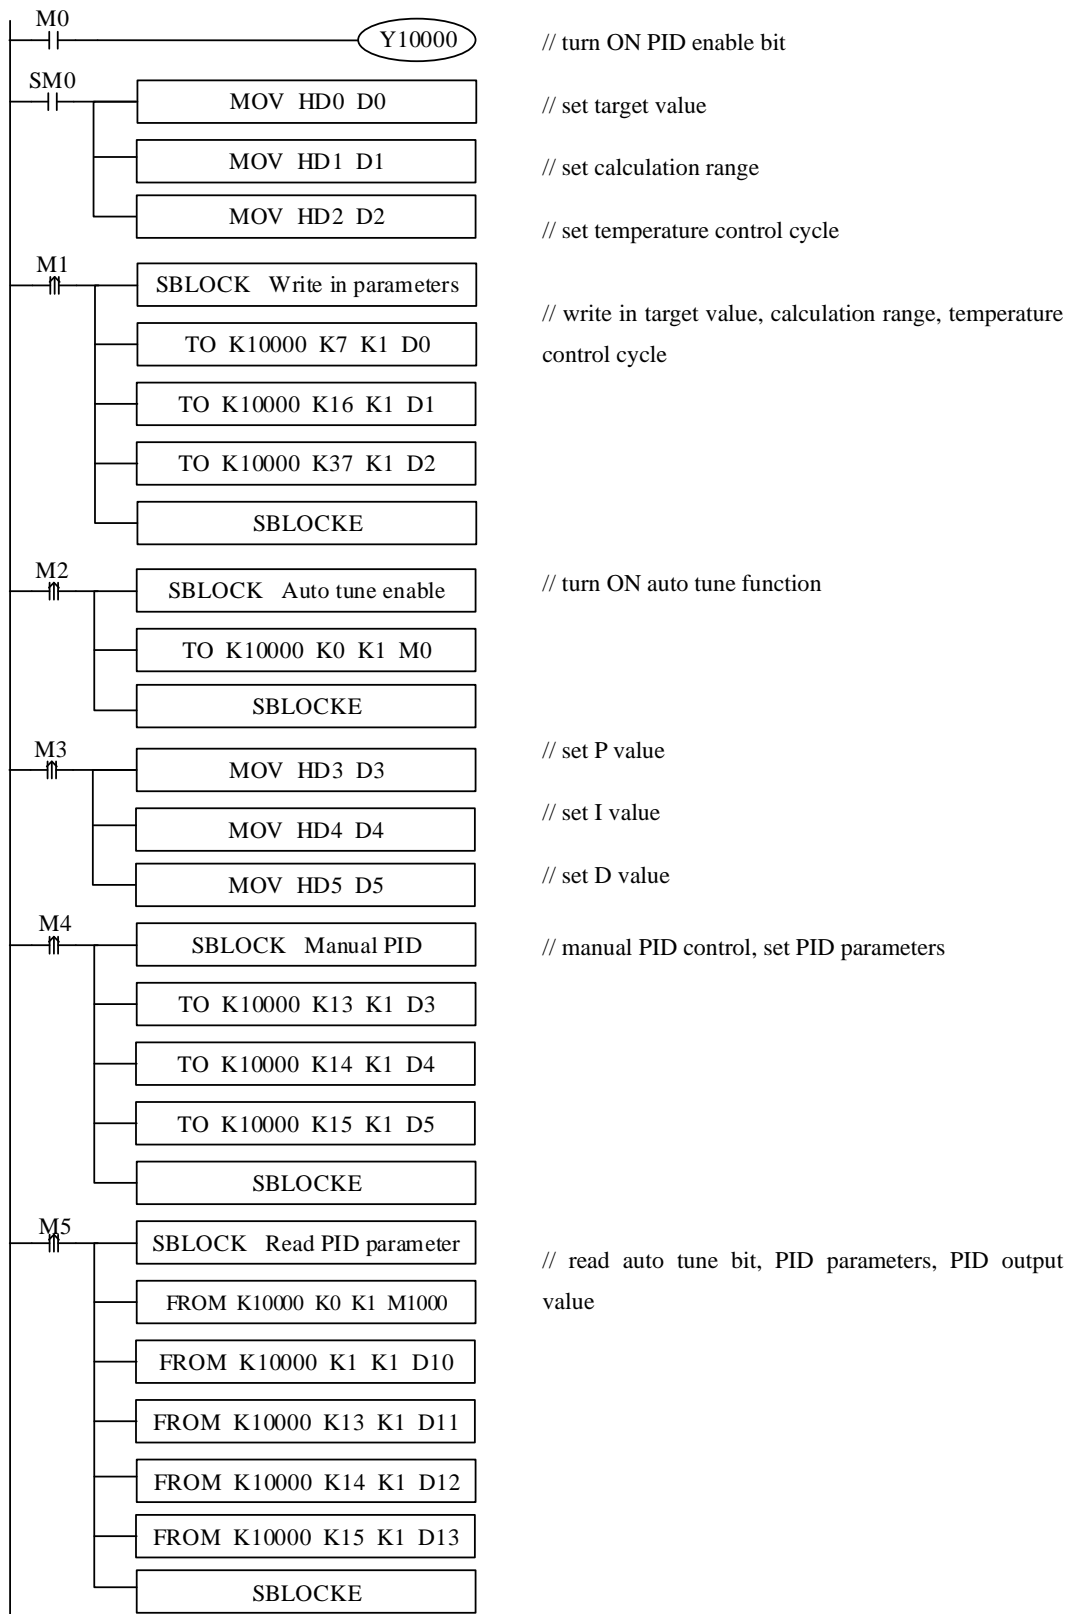 M0
Y10000
// turn ON PID enable bit
SM0
MOV HD0 D0
// set target value
MOV HD1 D1
// set calculation range
MOV HD2 D2
// set temperature control cycle
M1
SBLOCK Write in parameters
// write in target value, calculation range, temperature
control cycle
TO K10000 K7 K1 D0
TO K10000 K16 K1 D1
TO K10000 K37 K1 D2
SBLOCKE
M2
SBLOCK Auto tune enable
// turn ON auto tune function
TO K10000 K0 K1 M0
SBLOCKE
M3
MOV HD3 D3
// set P value
MOV HD4 D4
// set I value
MOV HD5 D5
// set D value
M4
SBLOCK Manual PID
// manual PID control, set PID parameters
TO K10000 K13 K1 D3
TO K10000 K14 K1 D4
TO K10000 K15 K1 D5
SBLOCKE
M5
SBLOCK Read PID parameter
// read auto tune bit, PID parameters, PID output
value
FROM K10000 K0 K1 M1000
FROM K10000 K1 K1 D10
FROM K10000 K13 K1 D11
FROM K10000 K14 K1 D12
FROM K10000 K15 K1 D13
SBLOCKE